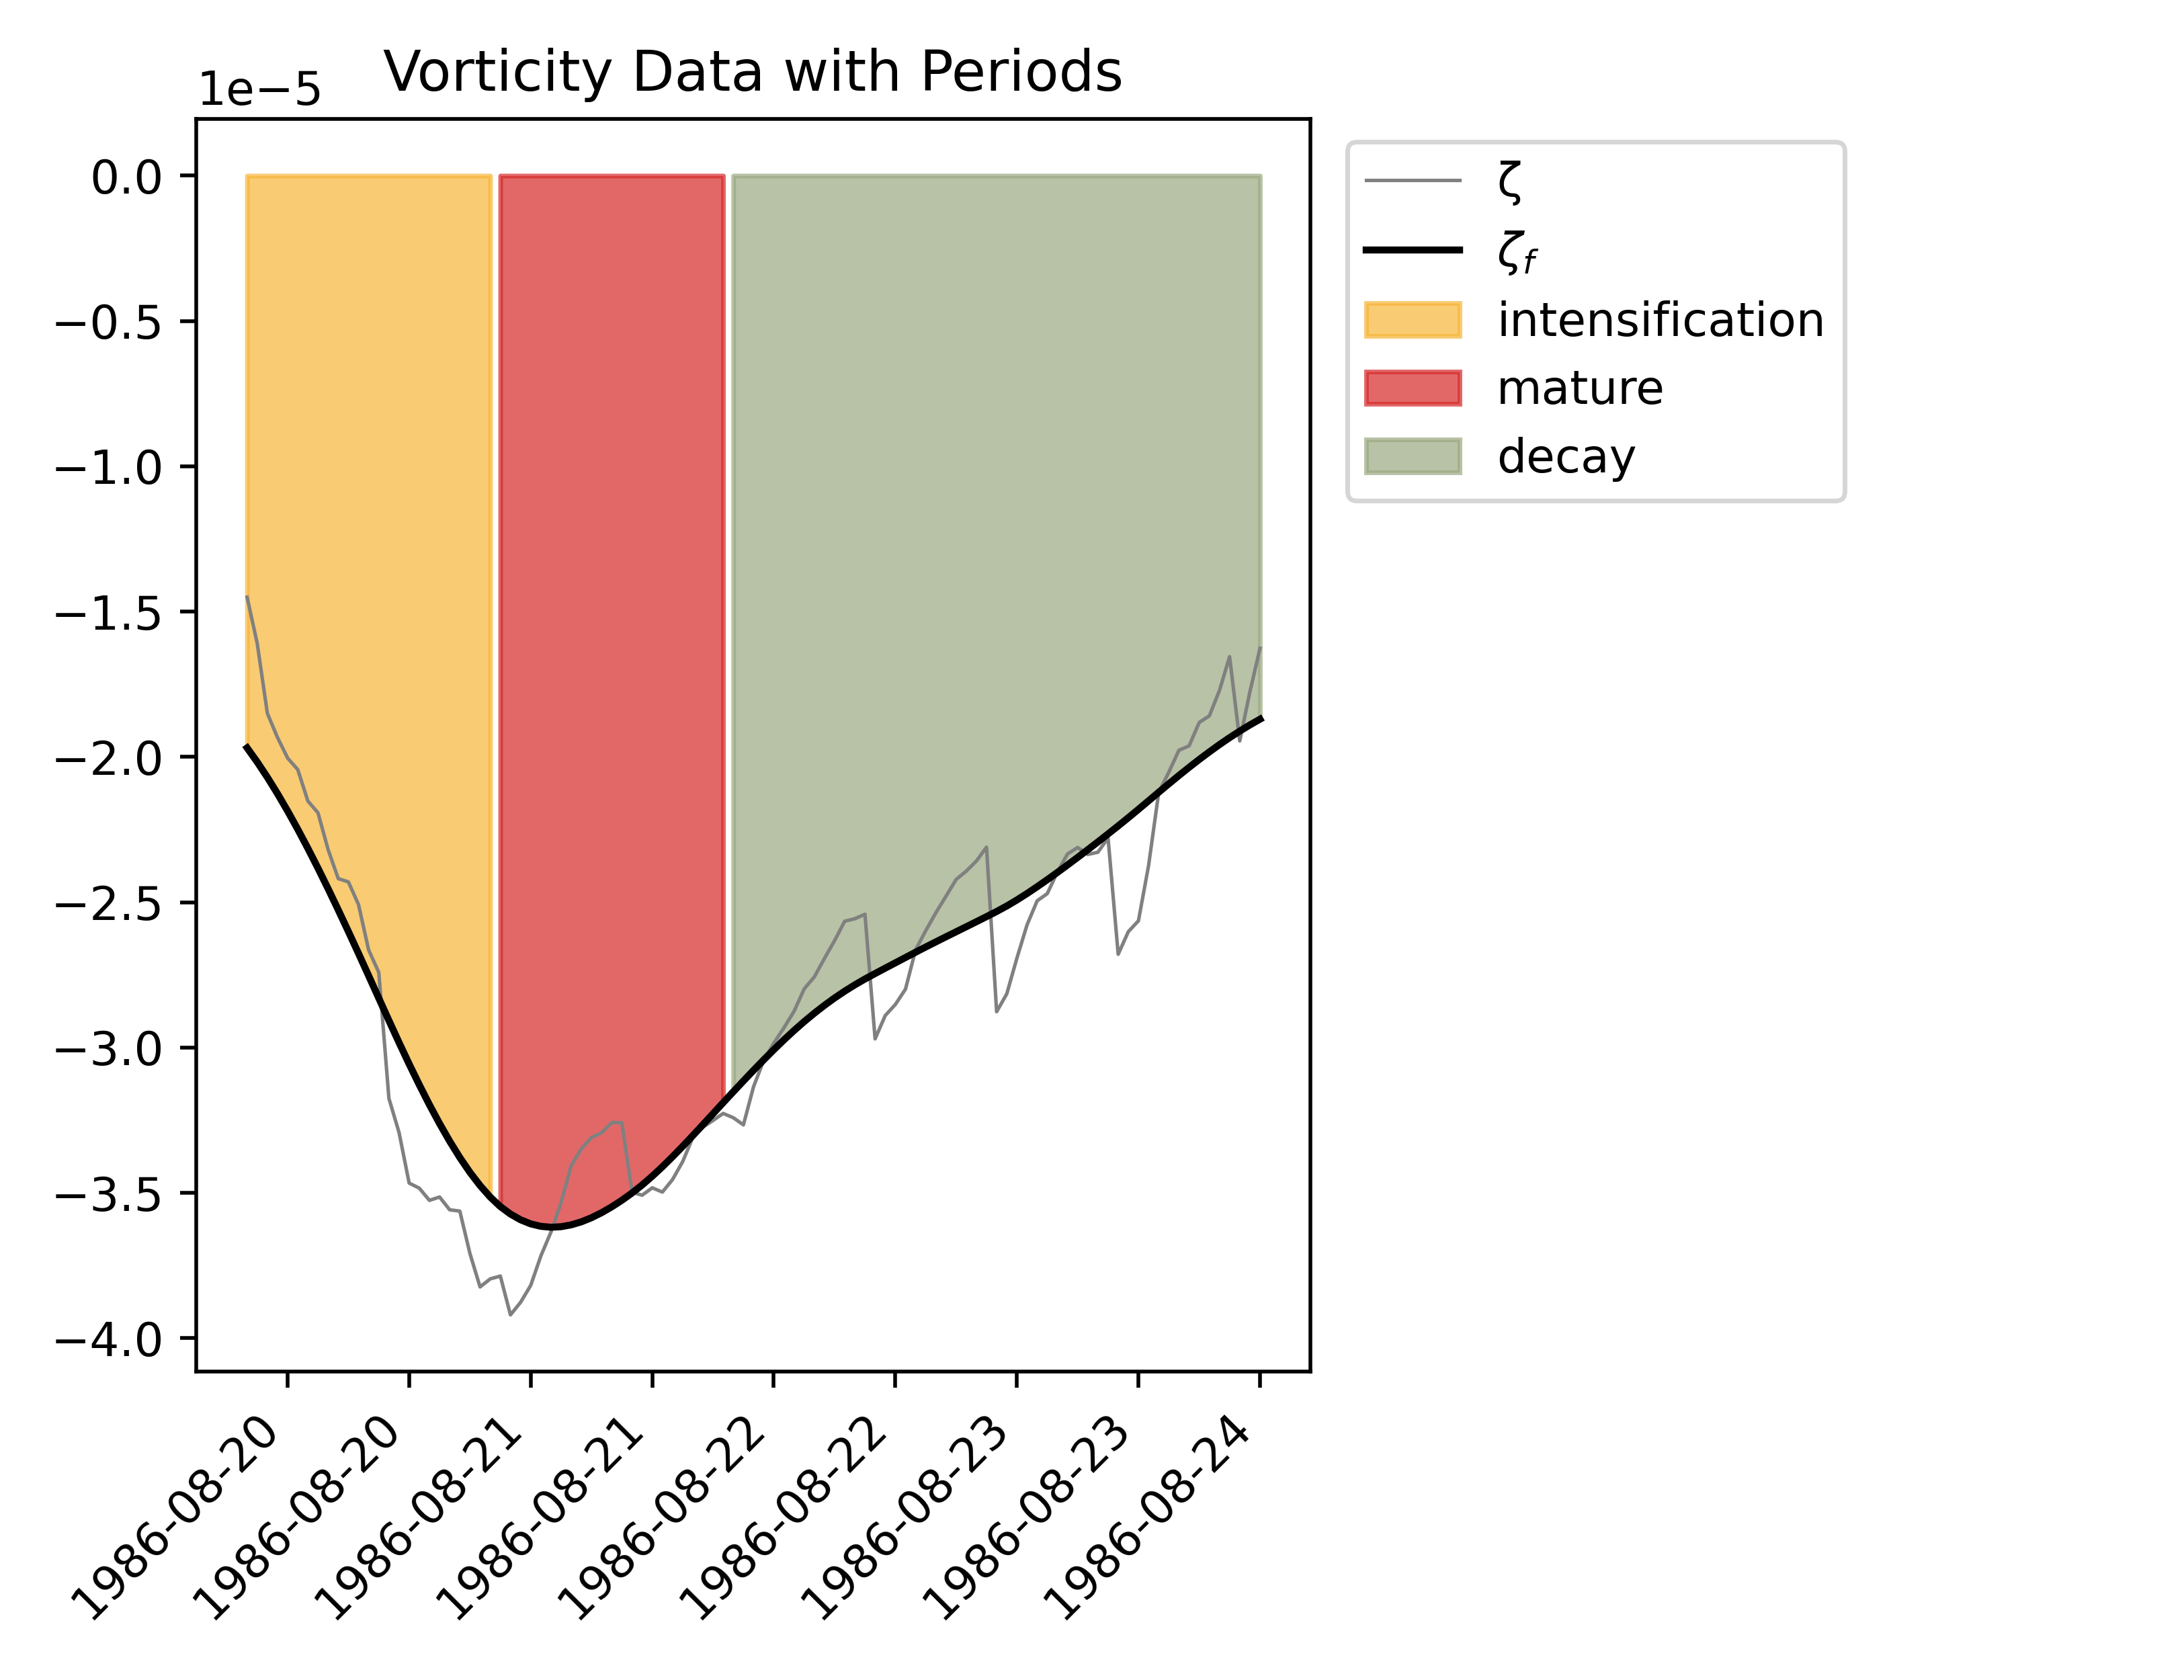 Vorticity Data with Periods
1e−5
0.0
−0.5
−1.0
−1.5
−2.0
−2.5
−3.0
−3.5
−4.0
1986-08-20
1986-08-20
1986-08-21
1986-08-21
1986-08-22
1986-08-22
1986-08-23
1986-08-23
1986-08-24
ζ
ζf
intensification
mature
decay